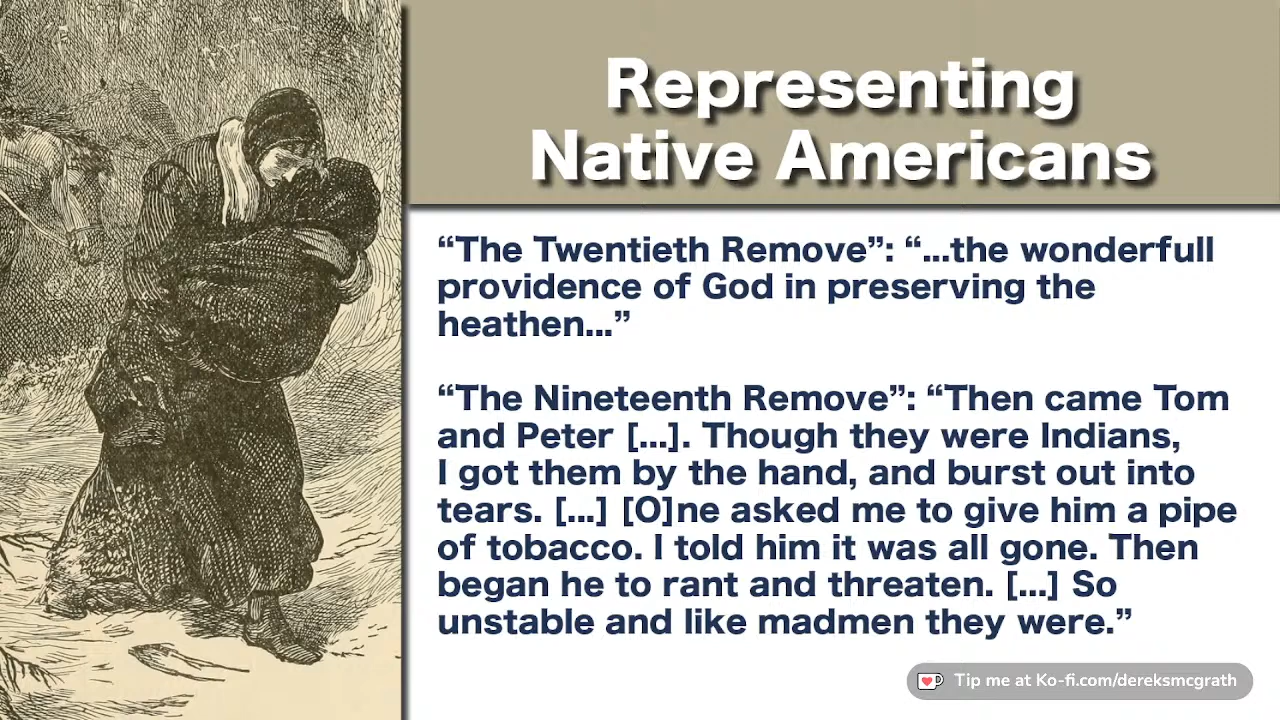 Representing
Native Americans
“The Twentieth Remove”: “...the wonderfull
providence of God in preserving the
heathen...”
“The Nineteenth Remove”: “Then came Tom
and Peter [...]. Though they were Indians,
I got them by the hand, and burst out into
tears. [...] [O]ne asked me to give him a pipe
of tobacco. I told him it was all gone. Then
began he to rant and threaten. [...] So
unstable and like madmen they were.”
Tip me at Ko-fi.com/dereksmcgrath